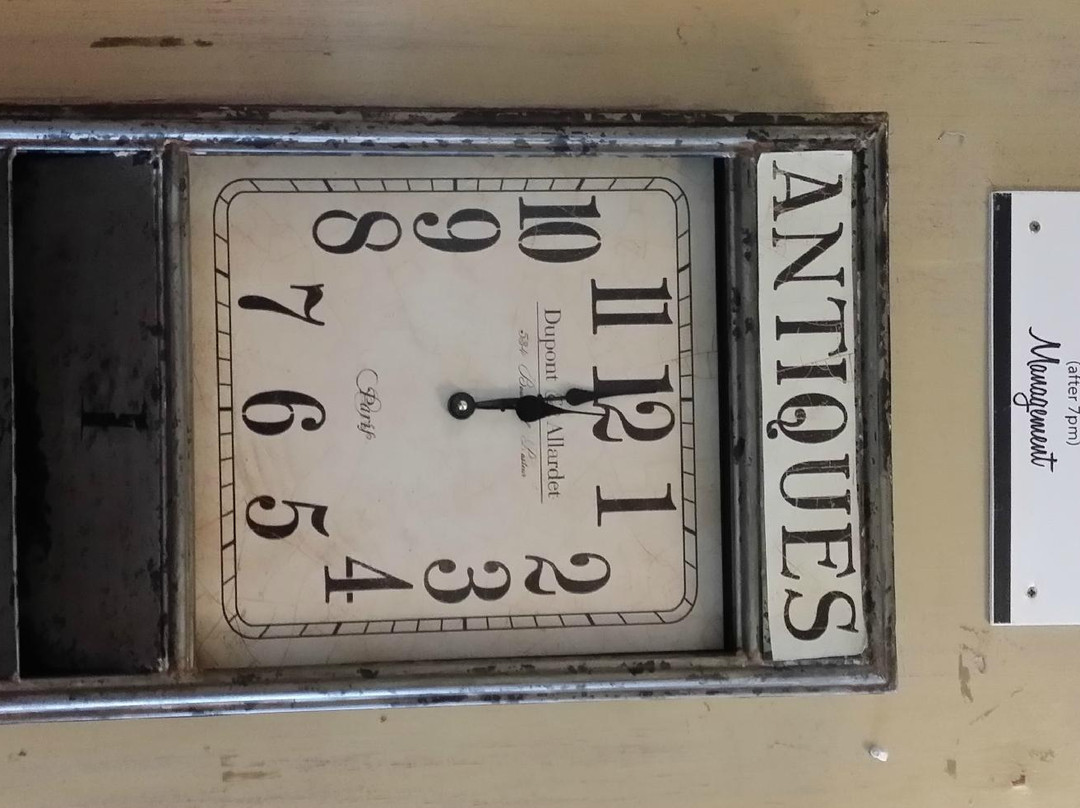 ANTIQUES
11 12 1
10 2
Dupont & Allardet
534
9 3
Paris
8 4
7 6 5
(after 7pm)
Management